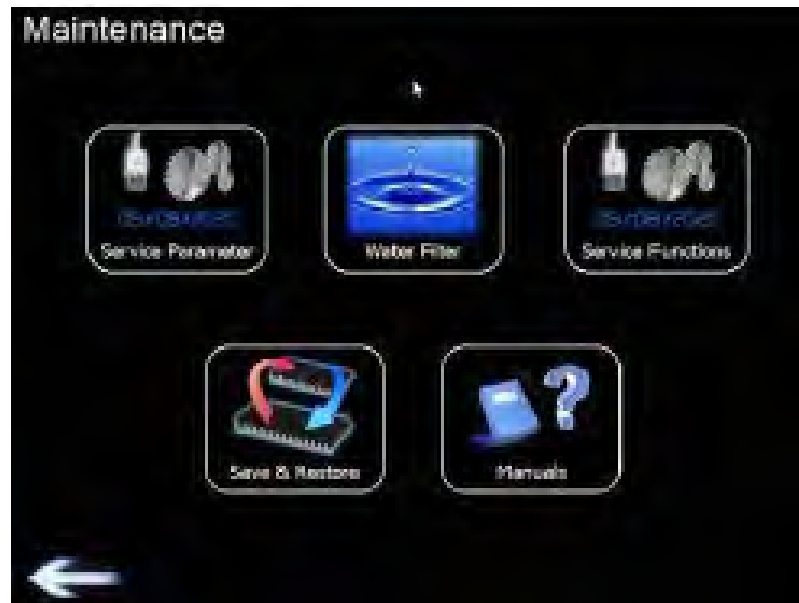 Maintenance
Service Parameter
Water Filter
Service Functions
Save & Restore
Manuals